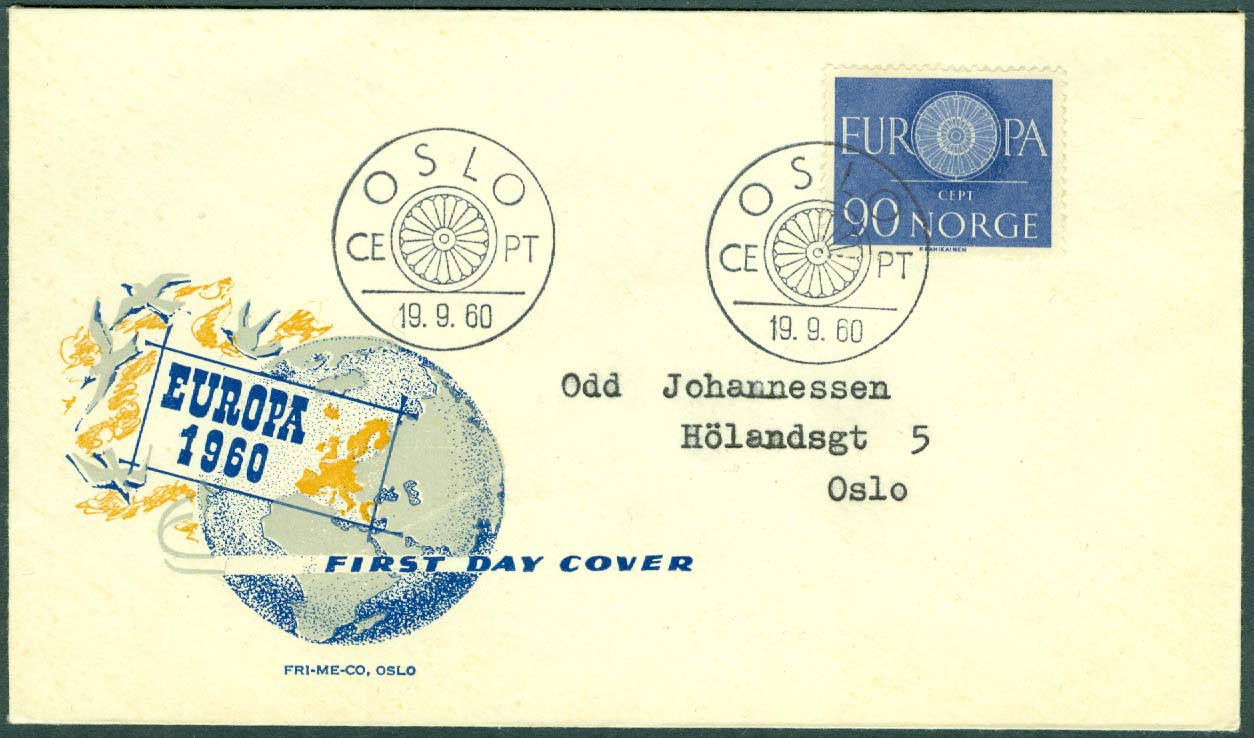 EUROPA
CEPT
90 NORGE
OSLO
CE PT
19. 9. 60
OSLO
CE PT
19. 9. 60
Odd Johannessen
Hölandsgt 5
Oslo
EUROPA
1960
FIRST DAY COVER
FRI-ME-CO, OSLO